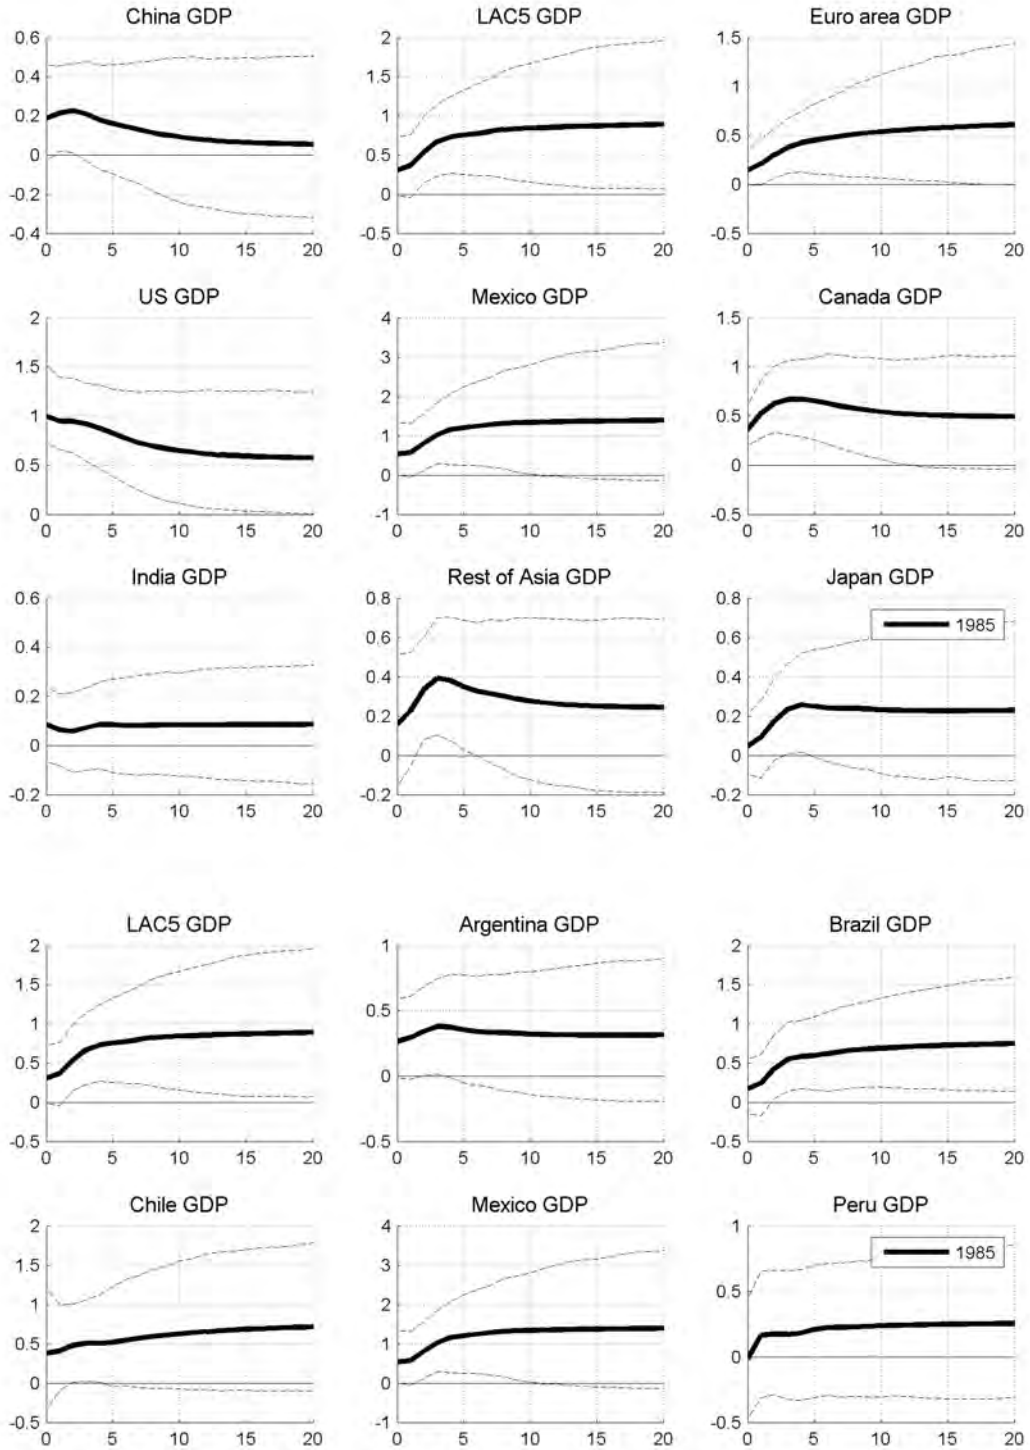 China GDP LAC5 GDP Euro area GDP
0.6 2 1.5
0.4 1.5 1
0.2 1 0.5
0 0.5 0
-0.2 0
-0.4 -0.5 -0.5
0 5 10 15 20 0 5 10 15 20 0 5 10 15 20
US GDP Mexico GDP Canada GDP
2 4 1.5
1.5 3 1
1 2 0.5
0.5 1 0
0 0
-1 -0.5
0 5 10 15 20 0 5 10 15 20 0 5 10 15 20
India GDP Rest of Asia GDP Japan GDP
0.6 0.8 0.8
1985
0.4 0.6 0.6
0.2 0.4 0.4
0 0.2 0.2
0 0
-0.2 -0.2 -0.2
0 5 10 15 20 0 5 10 15 20 0 5 10 15 20
LAC5 GDP Argentina GDP Brazil GDP
2 1 2
1.5 0.5 1.5
1 0 1
0.5 0.5
0 0
-0.5 -0.5 -0.5
0 5 10 15 20 0 5 10 15 20 0 5 10 15 20
Chile GDP Mexico GDP Peru GDP
2 4 1
1985
1.5 3 0.5
1 2 0
0.5 1
0 0
-0.5 -1 -0.5
0 5 10 15 20 0 5 10 15 20 0 5 10 15 20